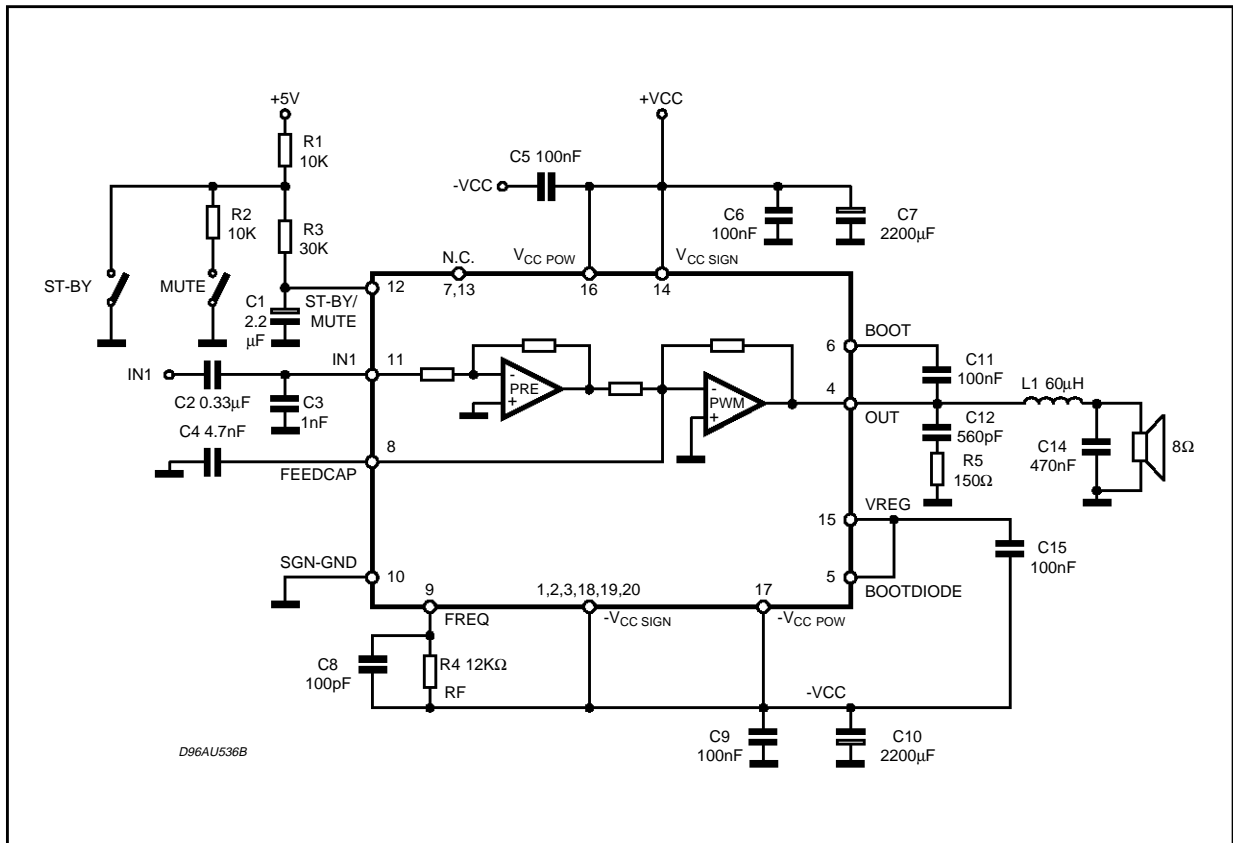 +5V
R1
10K
R2
10K
R3
30K
ST-BY
MUTE
C1
2.2
µF
ST-BY/
MUTE
12
N.C.
7,13
+VCC
C5 100nF
-VCC
C6
100nF
C7
2200µF
VCC POW
16
VCC SIGN
14
IN1
C2 0.33µF
C3
1nF
IN1
11
C4 4.7nF
8
FEEDCAP
-
PRE
+
-
PWM
+
BOOT
6
C11
100nF
4
OUT
L1 60µH
C12
560pF
R5
150Ω
C14
470nF
8Ω
VREG
15
C15
100nF
5
BOOTDIODE
SGN-GND
10
9
FREQ
1,2,3,18,19,20
-VCC SIGN
17
-VCC POW
C8
100pF
R4 12KΩ
RF
-VCC
C9
100nF
C10
2200µF
D96AU536B